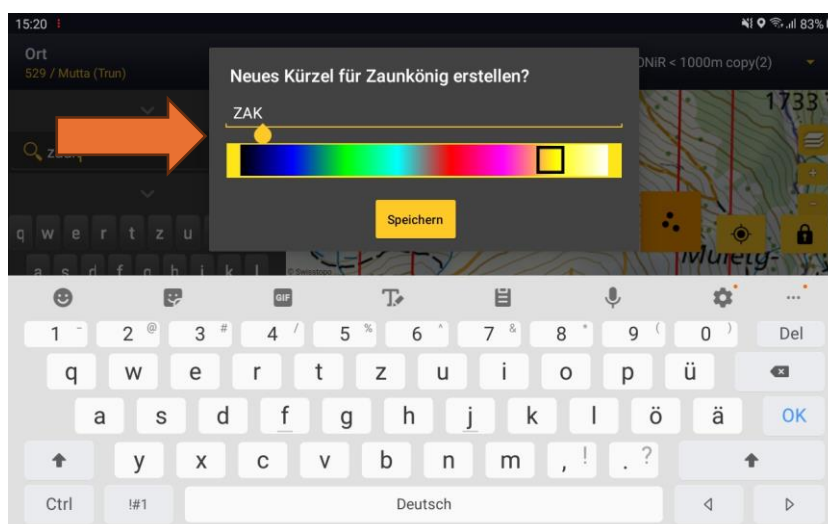 15:20
83%
Ort
529 / Mutta (Trun)
DNiR < 1000m copy(2)
Neues Kürzel für Zaunkönig erstellen?
ZAK
1733
Speichern
q w e r t z u
a s d f g h j k l
© Swisstopo
GIF
1 - 2 @ 3 # 4 / 5 % 6 ^ 7 & 8 * 9 ( 0 ) Del
q w e r t z u i o p ü
a s d f g h j k l ö ä OK
y x c v b n m , ! . ?
Ctrl !#1 Deutsch